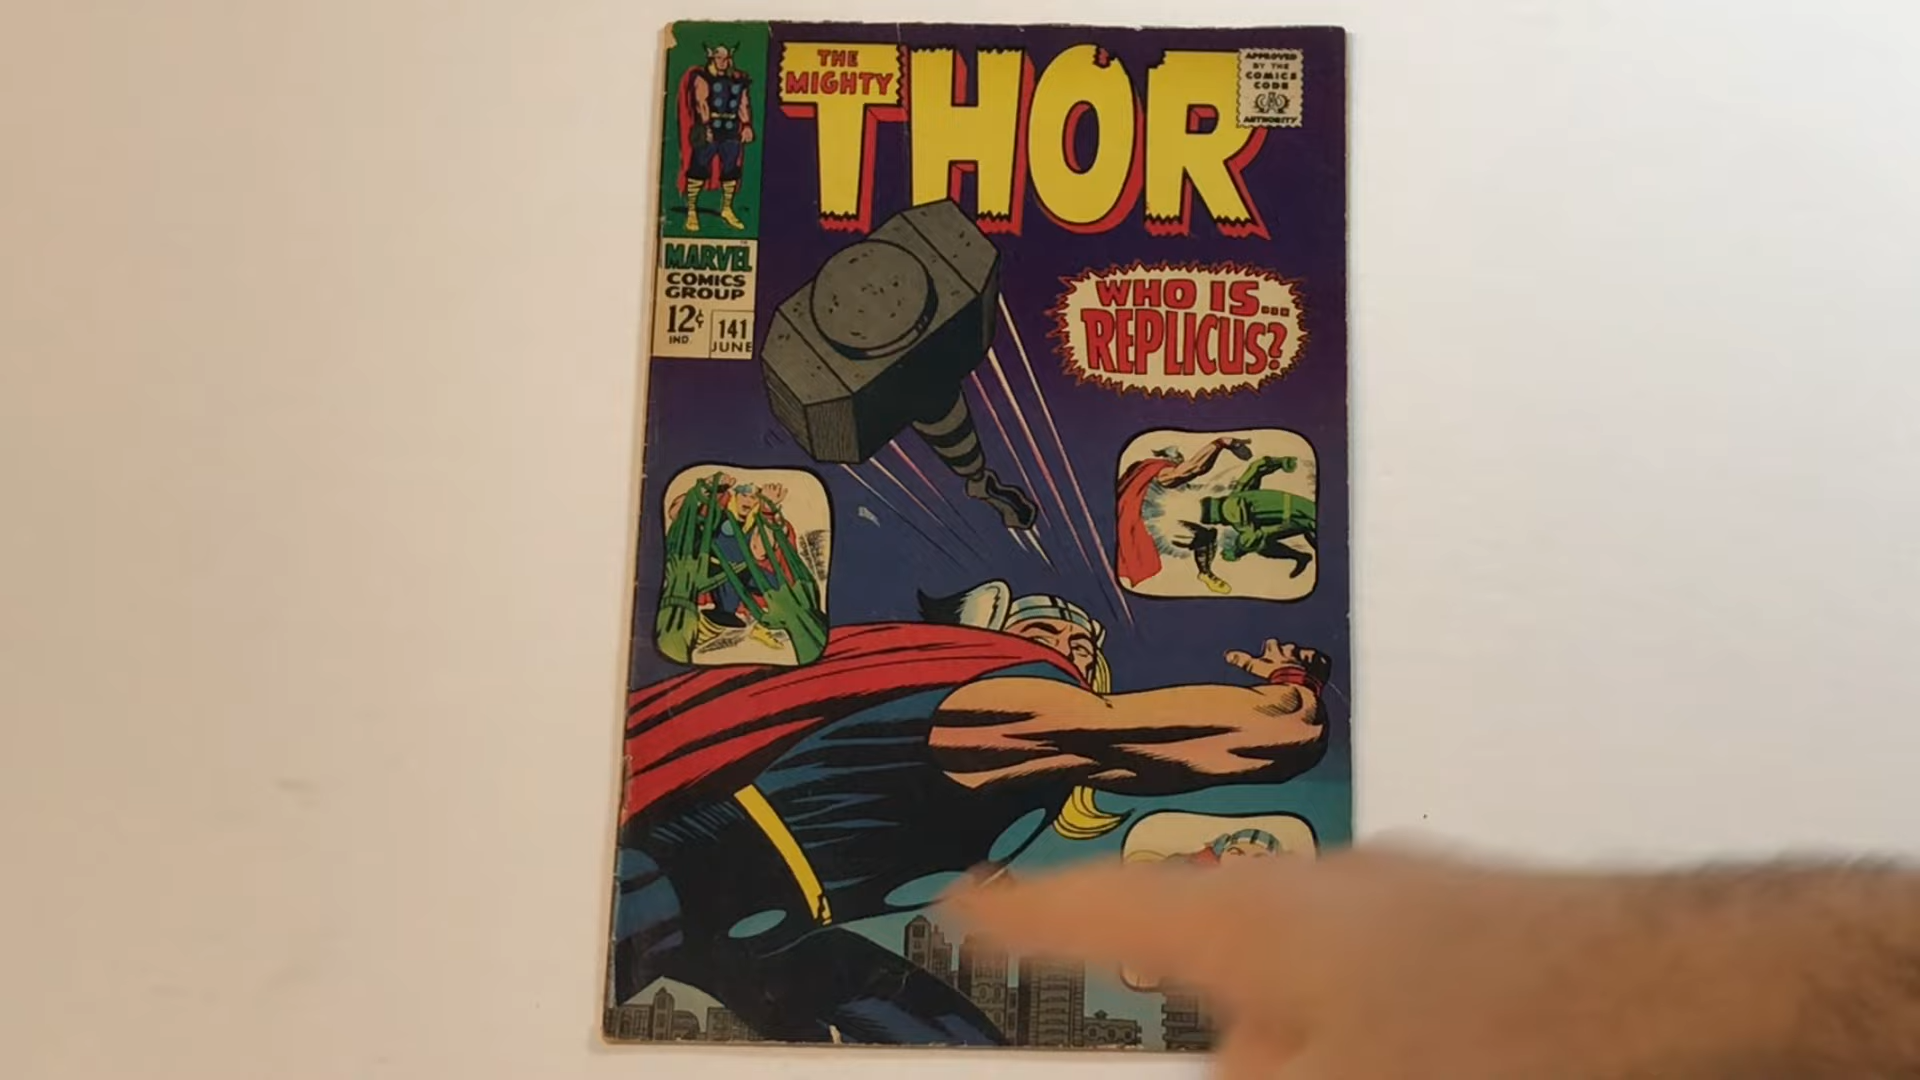 THE
MIGHTY
THOR
APPROVED
BY THE
COMICS
CODE
AUTHORITY
MARVEL
COMICS
GROUP
12¢
IND.
141
JUNE
WHO IS...
REPLICUS?